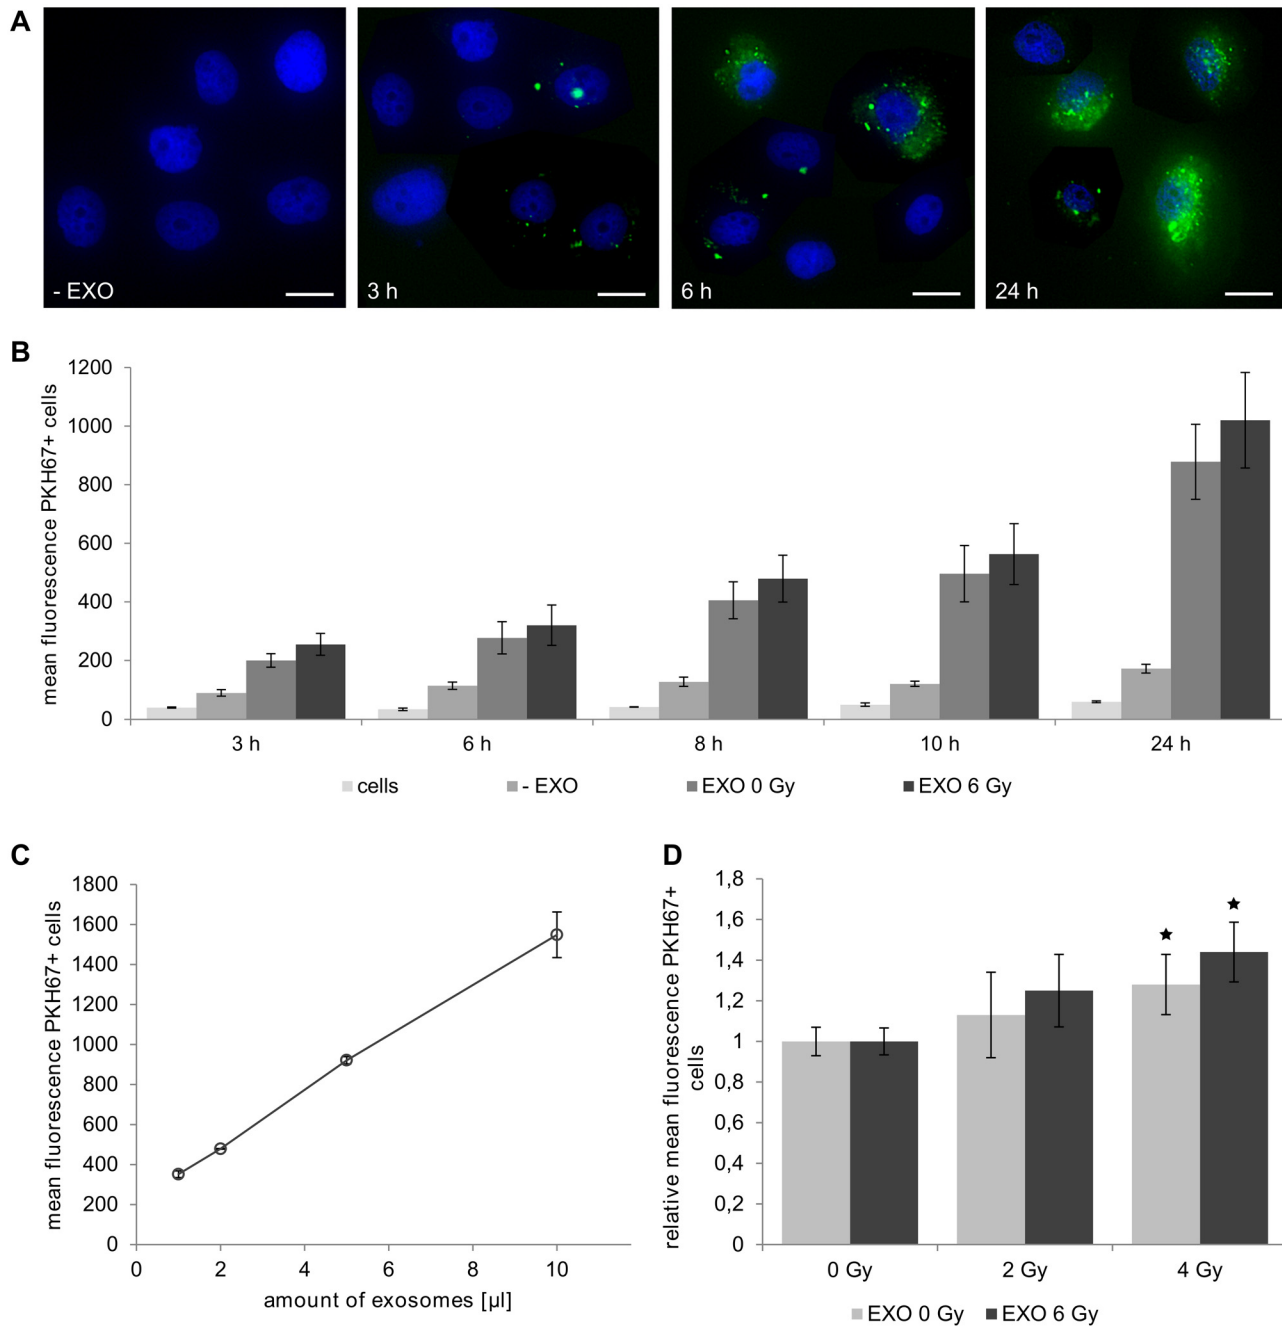 A
- EXO
3 h
6 h
24 h
B
mean fluorescence PKH67+ cells
1200
1000
800
600
400
200
0
3 h
6 h
8 h
10 h
24 h
cells
- EXO
EXO 0 Gy
EXO 6 Gy
C
mean fluorescence PKH67+ cells
1800
1600
1400
1200
1000
800
600
400
200
0
0
2
4
6
8
10
amount of exosomes [µl]
D
relative mean fluorescence PKH67+
cells
1,8
1,6
1,4
1,2
1
0,8
0,6
0,4
0,2
0
0 Gy
2 Gy
4 Gy
EXO 0 Gy
EXO 6 Gy